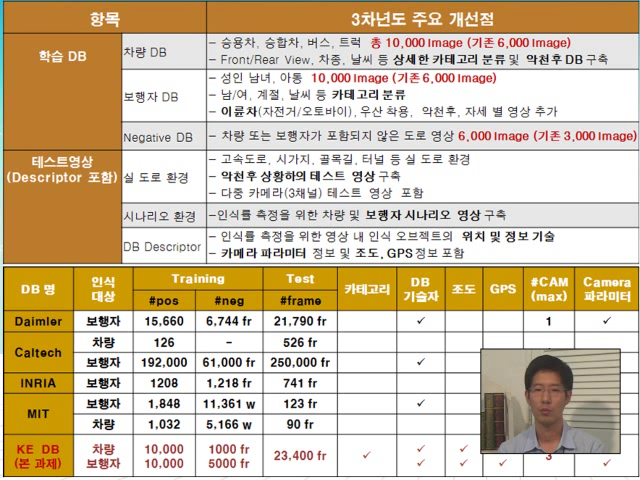 항목 3차년도 주요 개선점
학습 DB
차량 DB
– 승용차, 승합차, 버스, 트럭 총 10,000 Image (기존 6,000 Image)
– Front/Rear View, 차종, 날씨 등 상세한 카테고리 분류 및 악천후 DB 구축
보행자 DB
– 성인 남녀, 아동 10,000 Image (기존 6,000 Image)
– 남/여, 계절, 날씨 등 카테고리 분류
– 이륜차(자전거/오토바이), 우산 착용, 악천후, 자세 별 영상 추가
Negative DB
– 차량 또는 보행자가 포함되지 않은 도로 영상 6,000 Image (기존 3,000 Image)
테스트영상
(Descriptor 포함)
실 도로 환경
– 고속도로, 시가지, 골목길, 터널 등 실 도로 환경
– 악천후 상황하의 테스트 영상 구축
– 다중 카메라(3채널) 테스트 영상 포함
시나리오 환경
–인식률 측정을 위한 차량 및 보행자 시나리오 영상 구축
DB Descriptor
– 인식률 측정을 위한 영상 내 인식 오브젝트의 위치 및 정보 기술
– 카메라 파라미터 정보 및 조도, GPS 정보 포함
DB 명 인식 대상 Training Test 카테고리 DB 기술자 조도 GPS #CAM (max) Camera 파라미터
#pos #neg #frame
Daimler 보행자 15,660 6,744 fr 21,790 fr ✓ 1 ✓
Caltech 차량 126 – 526 fr
보행자 192,000 61,000 fr 250,000 fr ✓
INRIA 보행자 1208 1,218 fr 741 fr
MIT 보행자 1,848 11,361 w 123 fr ✓
차량 1,032 5,166 w 90 fr
KE DB (본 과제) 차량 10,000 1000 fr 23,400 fr ✓ ✓ ✓
보행자 10,000 5000 fr ✓ ✓ ✓ 3 ✓